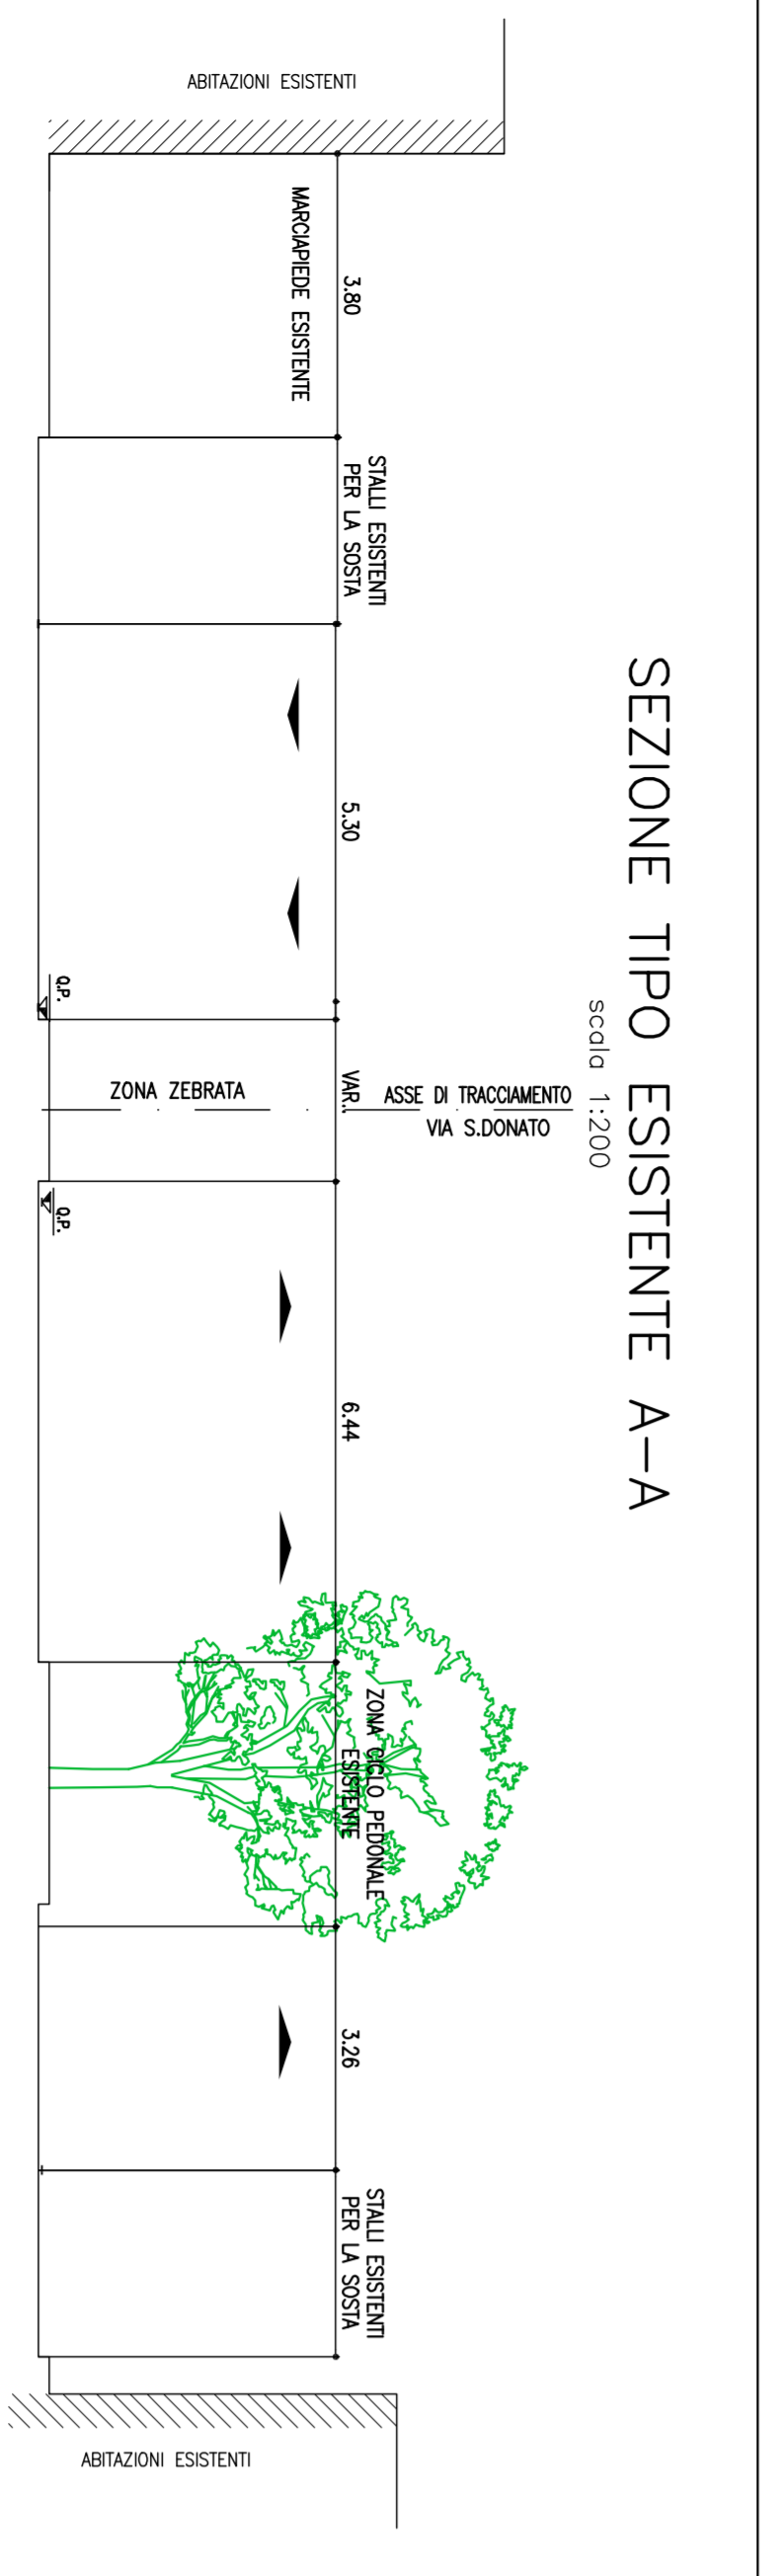 SEZIONE TIPO ESISTENTE A-A
scala 1:200
ABITAZIONI ESISTENTI
MARCIAPIEDE ESISTENTE
3.80
STALLI ESISTENTI
PER LA SOSTA
5.30
Q.P.
ZONA ZEBRATA
VAR.
ASSE DI TRACCIAMENTO
VIA S.DONATO
Q.P.
6.44
ZONA CICLO PEDONALE
ESISTENTE
3.26
STALLI ESISTENTI
PER LA SOSTA
ABITAZIONI ESISTENTI